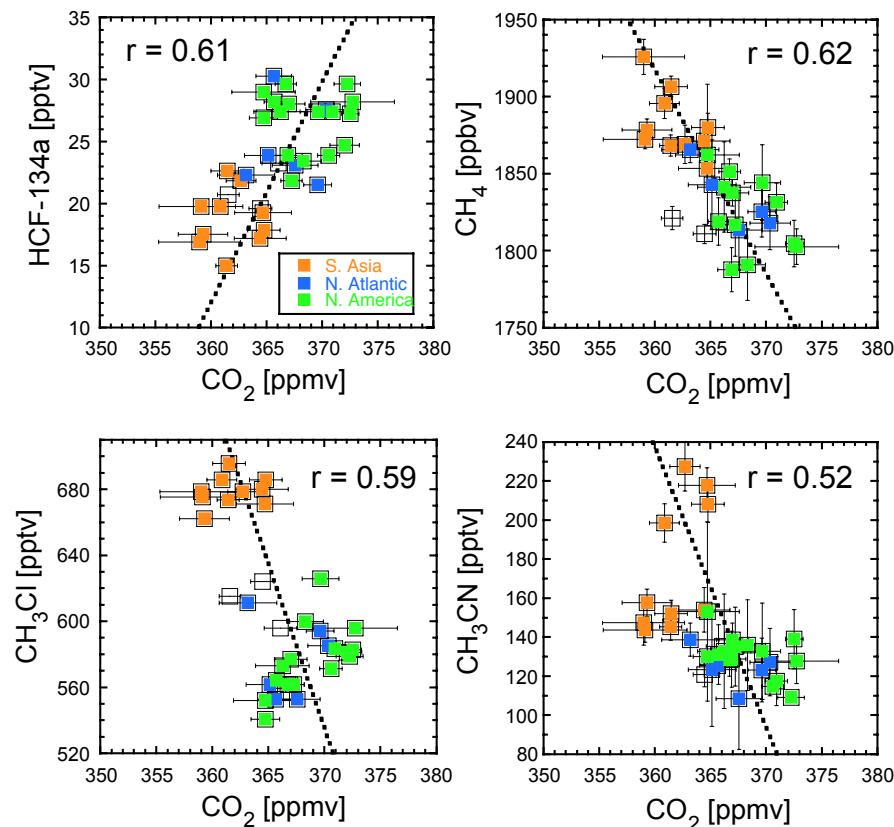 35
30
25
20
15
10
HCF-134a [pptv]
r = 0.61
S. Asia
N. Atlantic
N. America
350 355 360 365 370 375 380
CO2 [ppmv]
1950
1900
1850
1800
1750
CH4 [ppbv]
r = 0.62
350 355 360 365 370 375 380
CO2 [ppmv]
680
640
600
560
520
CH3Cl [pptv]
r = 0.59
350 355 360 365 370 375 380
CO2 [ppmv]
240
220
200
180
160
140
120
100
80
CH3CN [pptv]
r = 0.52
350 355 360 365 370 375 380
CO2 [ppmv]